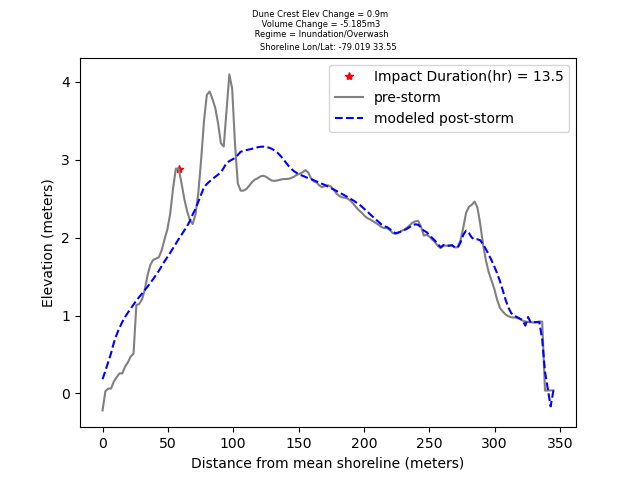 Dune Crest Elev Change = 0.9m
Volume Change = -5.185m3
Regime = Inundation/Overwash
Shoreline Lon/Lat: -79.019 33.55
Impact Duration(hr) = 13.5
pre-storm
modeled post-storm
Elevation (meters)
4
3
2
1
0
0 50 100 150 200 250 300 350
Distance from mean shoreline (meters)